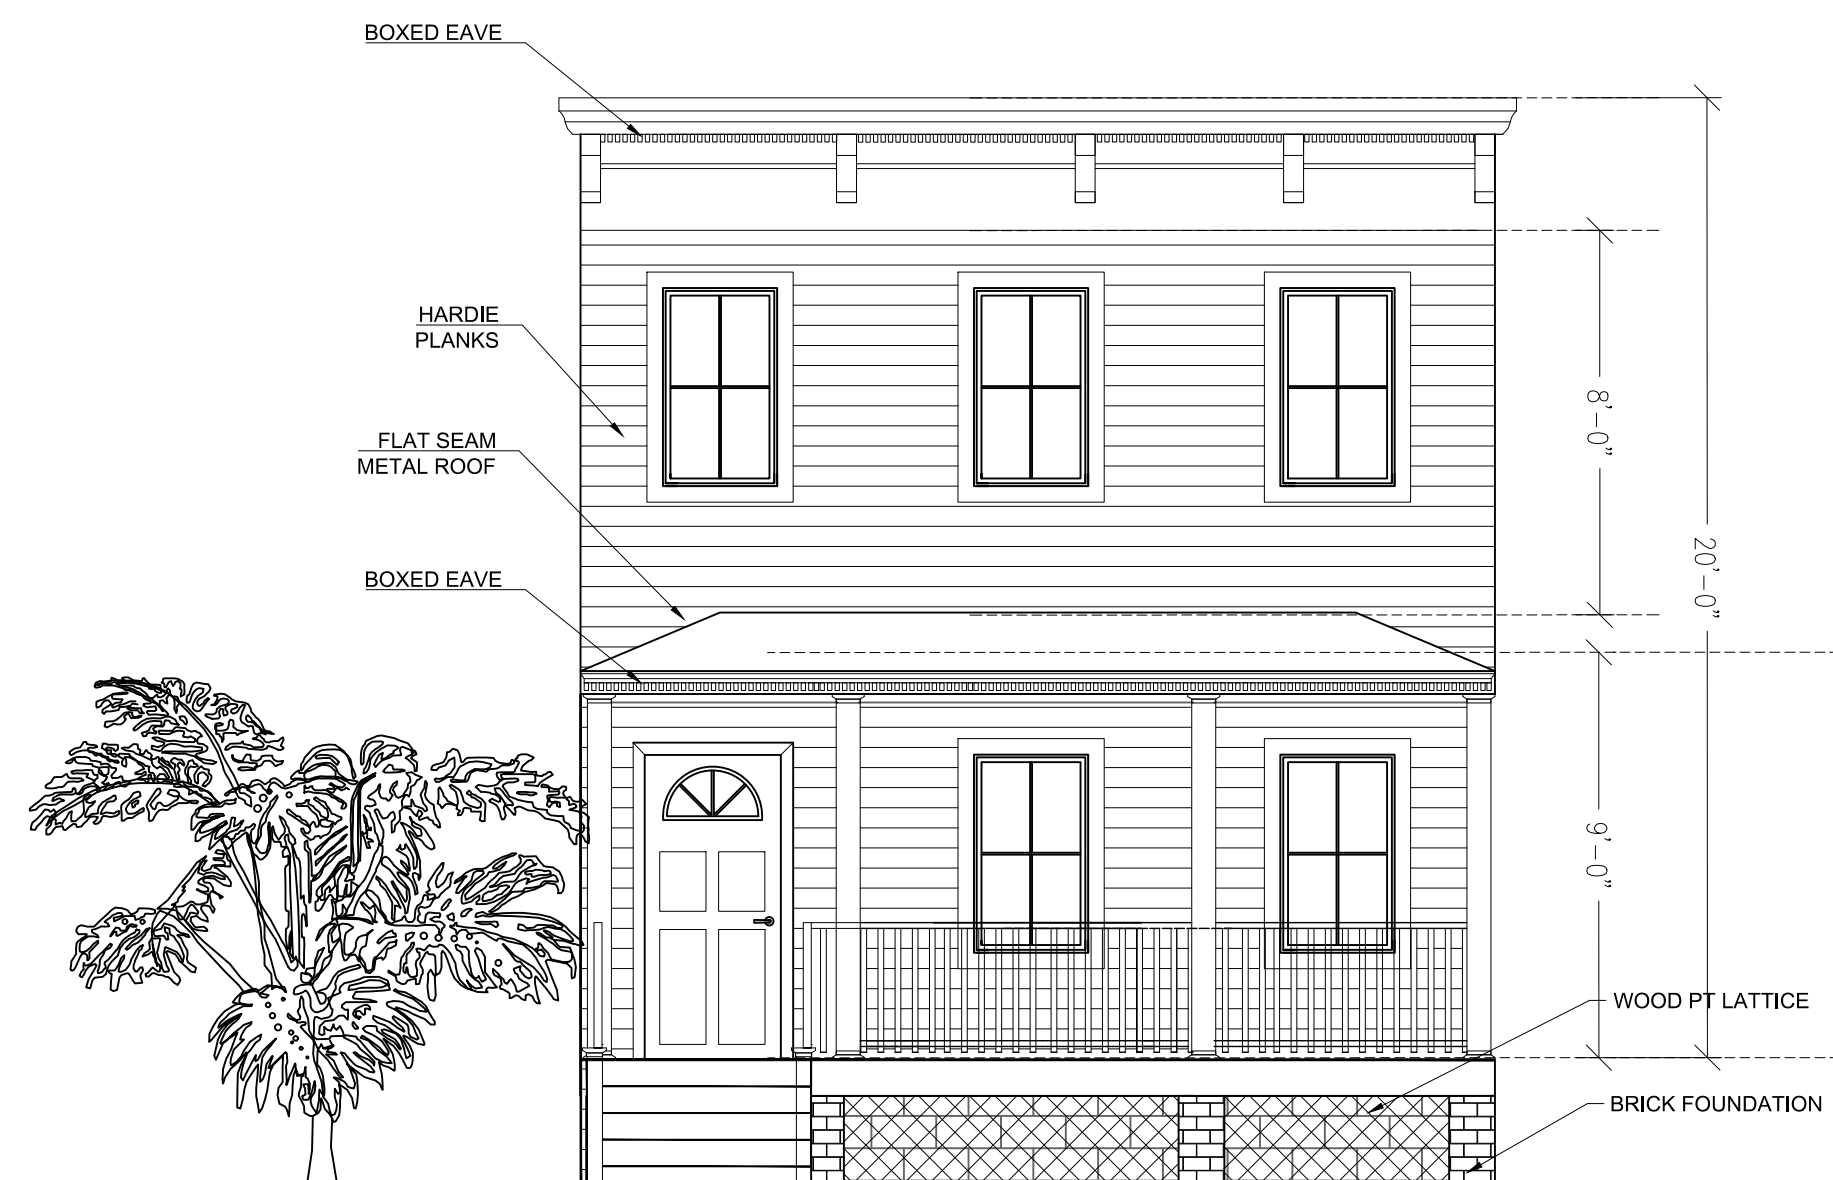 BOXED EAVE
HARDIE
PLANKS
FLAT SEAM
METAL ROOF
BOXED EAVE
8'-0"
20'-0"
9'-0"
WOOD PT LATTICE
BRICK FOUNDATION